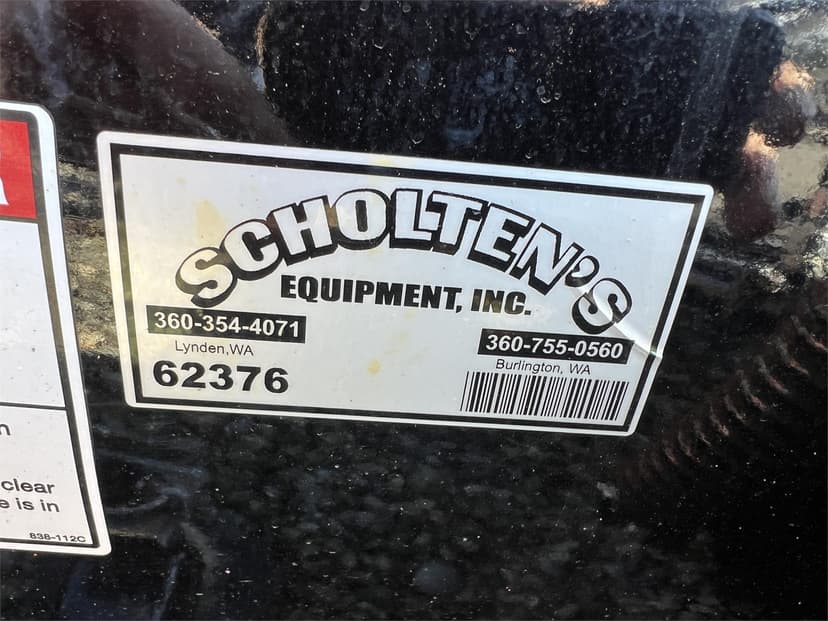 SCHOLTEN'S
EQUIPMENT, INC.
360-354-4071
Lynden,WA
62376
360-755-0560
Burlington, WA
clear
e is in
838-112C